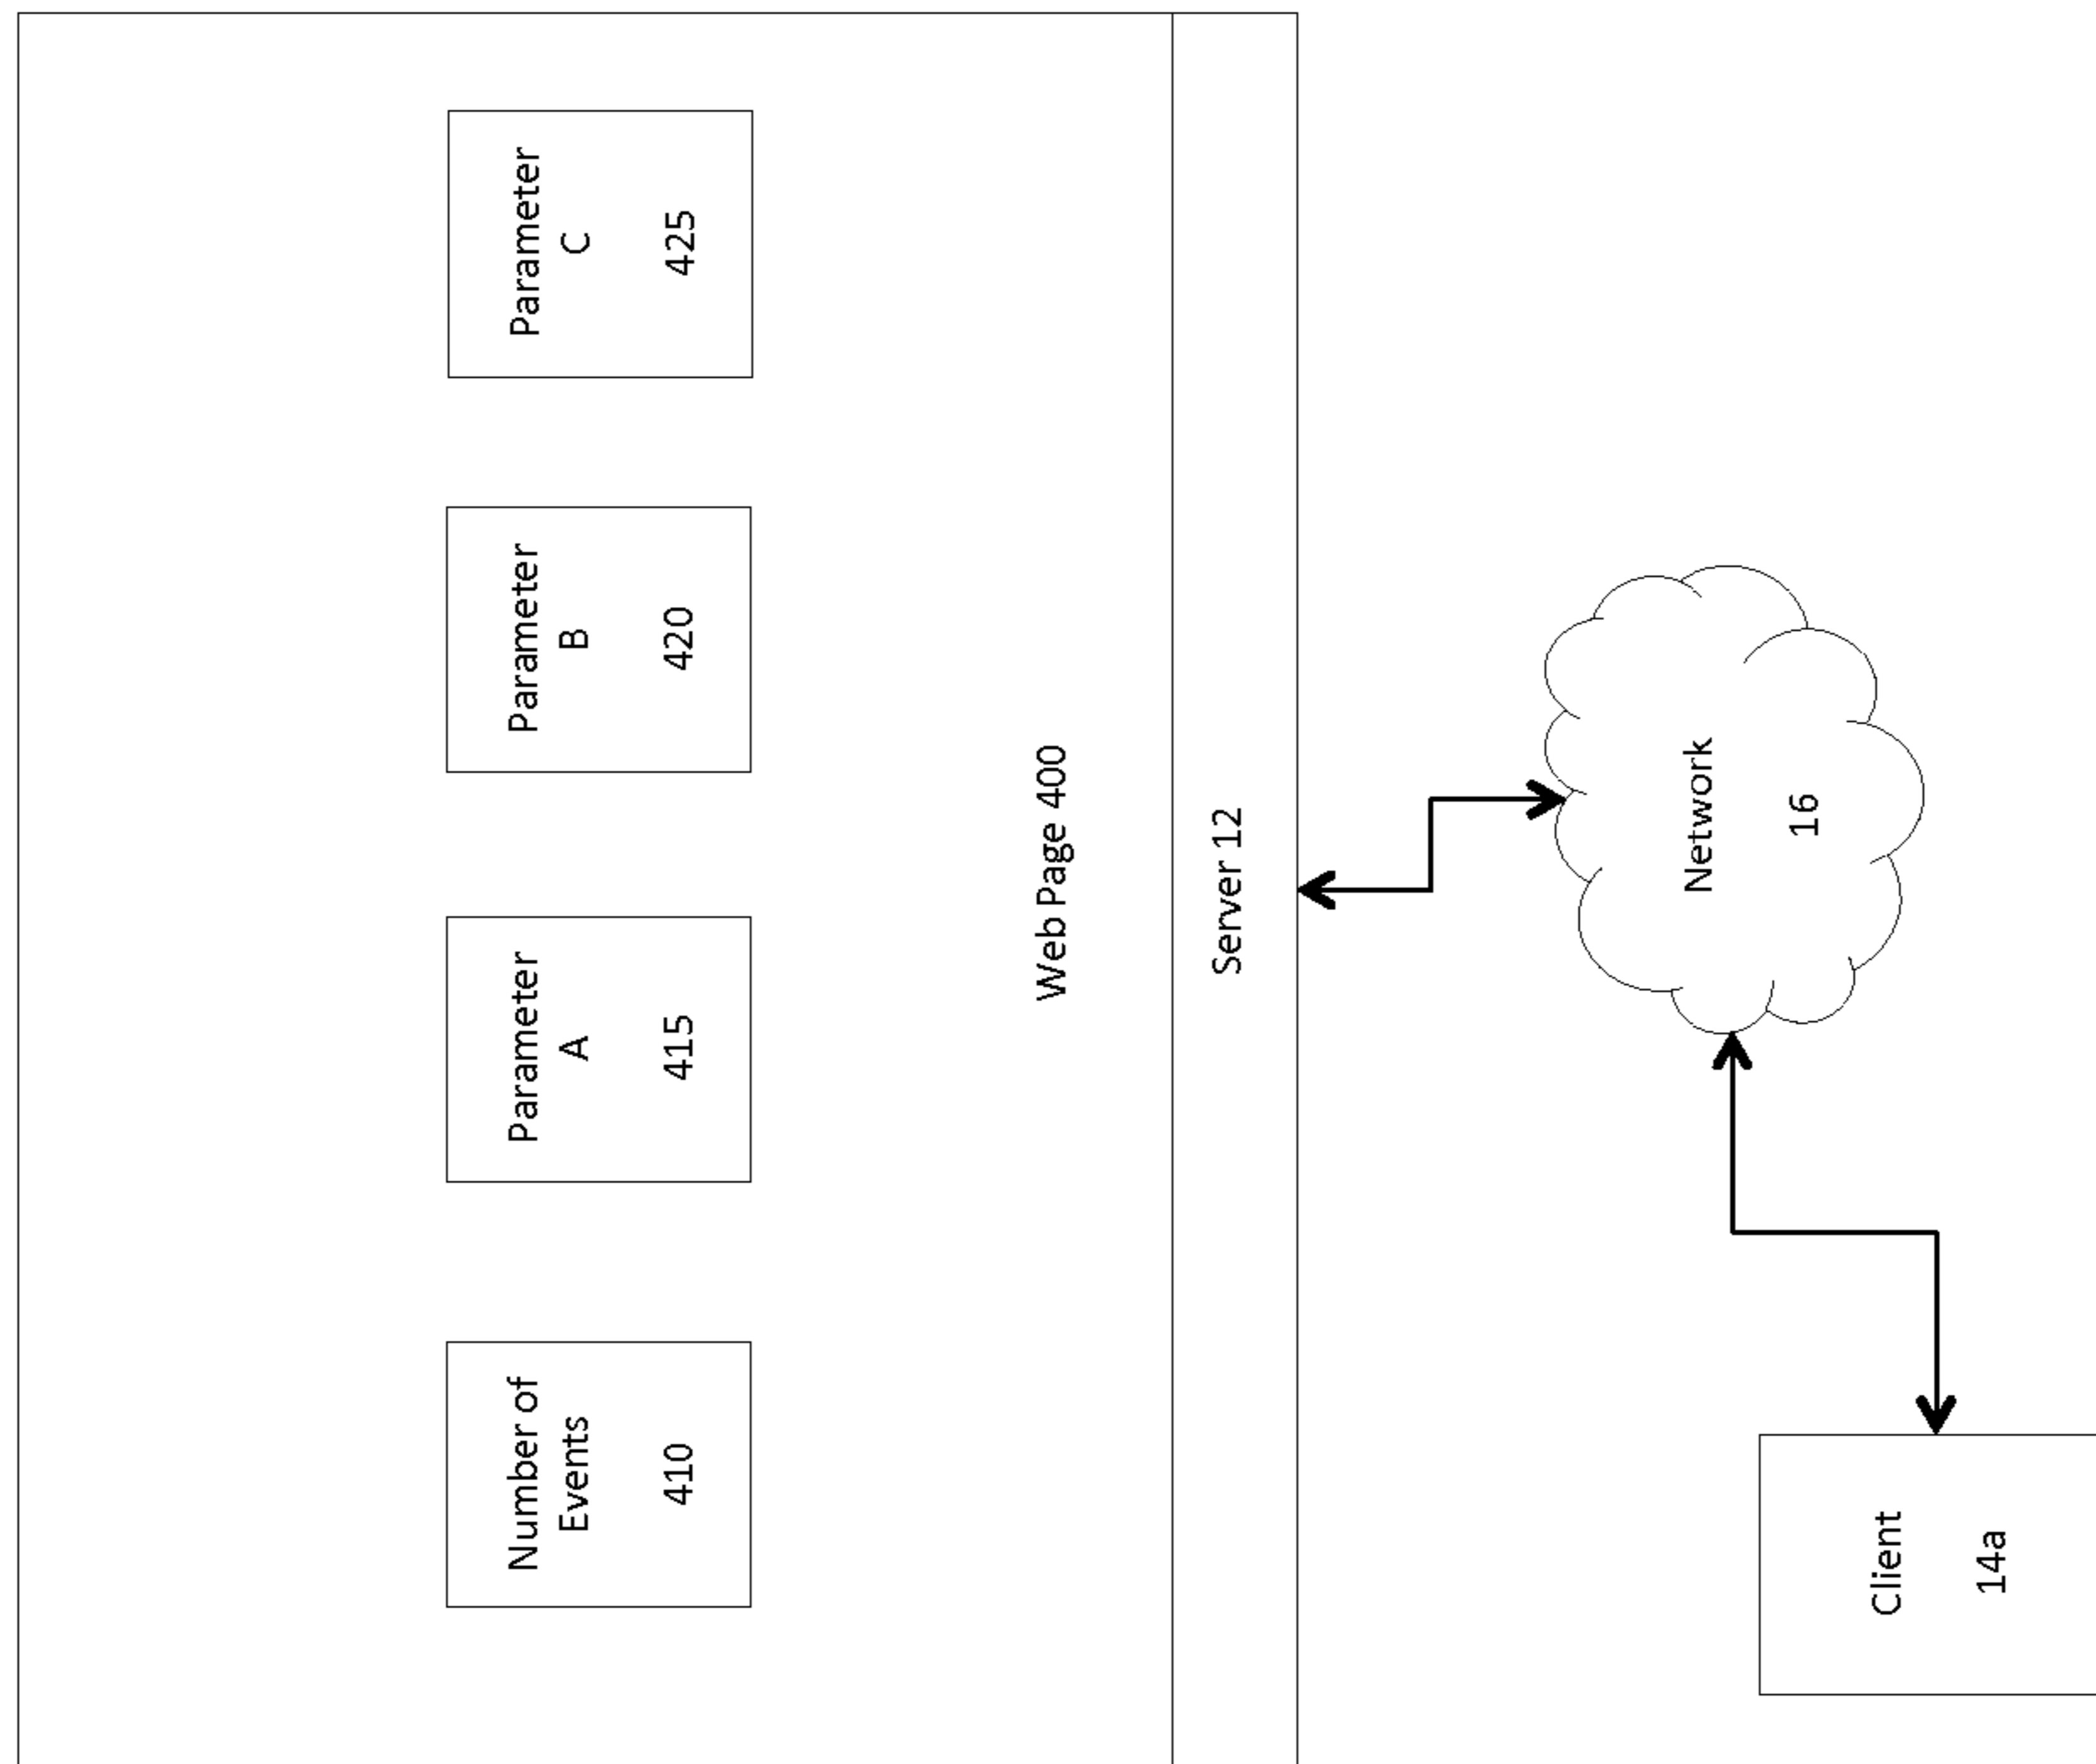 Number of
Events
410
Parameter
A
415
Parameter
B
420
Parameter
C
425
Web Page 400
Server 12
Network
16
Client
14a